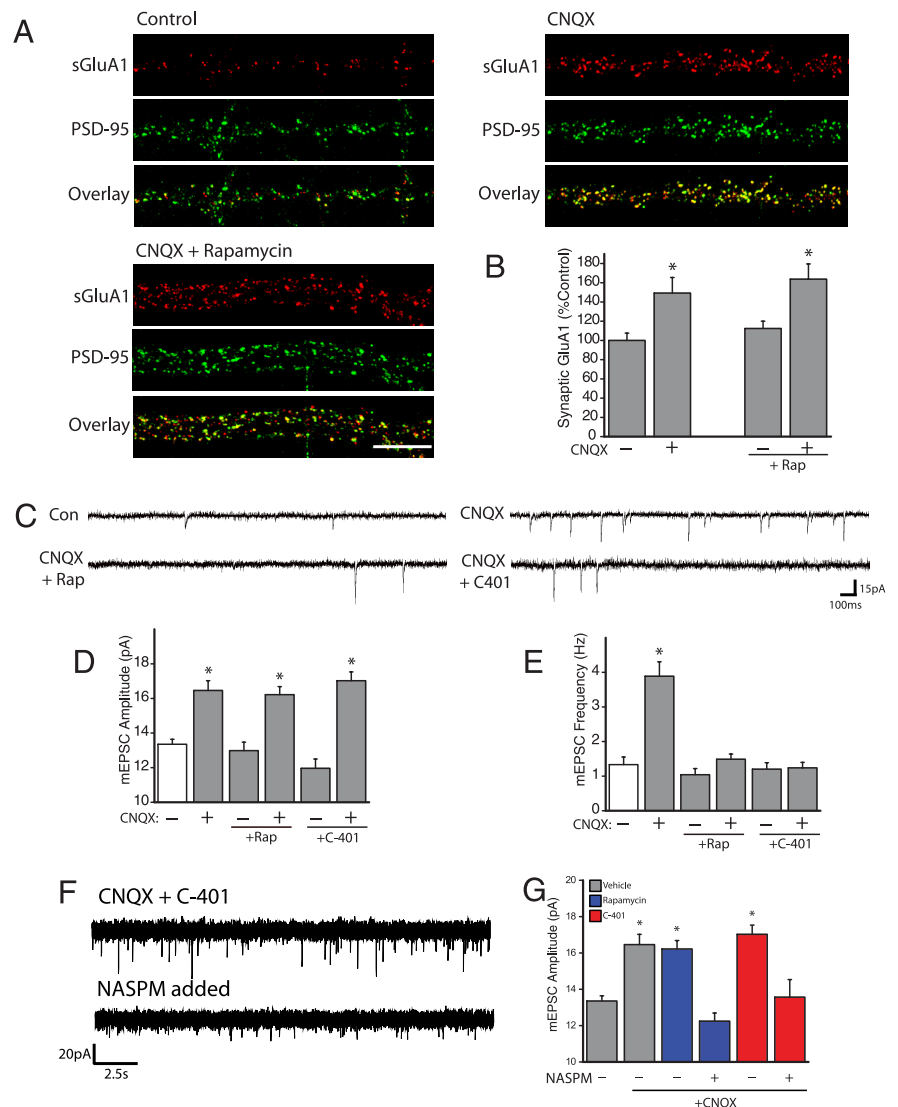 A
Control
sGluA1
PSD-95
Overlay
CNQX
sGluA1
PSD-95
Overlay
CNQX + Rapamycin
sGluA1
PSD-95
Overlay
B
Synaptic GluA1 (%Control)
180
160
140
120
100
80
60
40
20
0
* *
CNQX − + − +
+ Rap
C
Con
CNQX
CNQX + Rap
CNQX + C401
15pA
100ms
D
mEPSC Amplitude (pA)
18
16
14
12
10
* * *
CNQX: − + − + − +
+Rap +C-401
E
mEPSC Frequency (Hz)
4
2
1
0
*
CNQX: − + − + − +
+Rap +C-401
F
CNQX + C-401
NASPM added
20pA
2.5s
G
mEPSC Amplitude (pA)
20
18
16
14
12
10
Vehicle
Rapamycin
C-401
* * *
NASPM − − − + − +
+CNQX